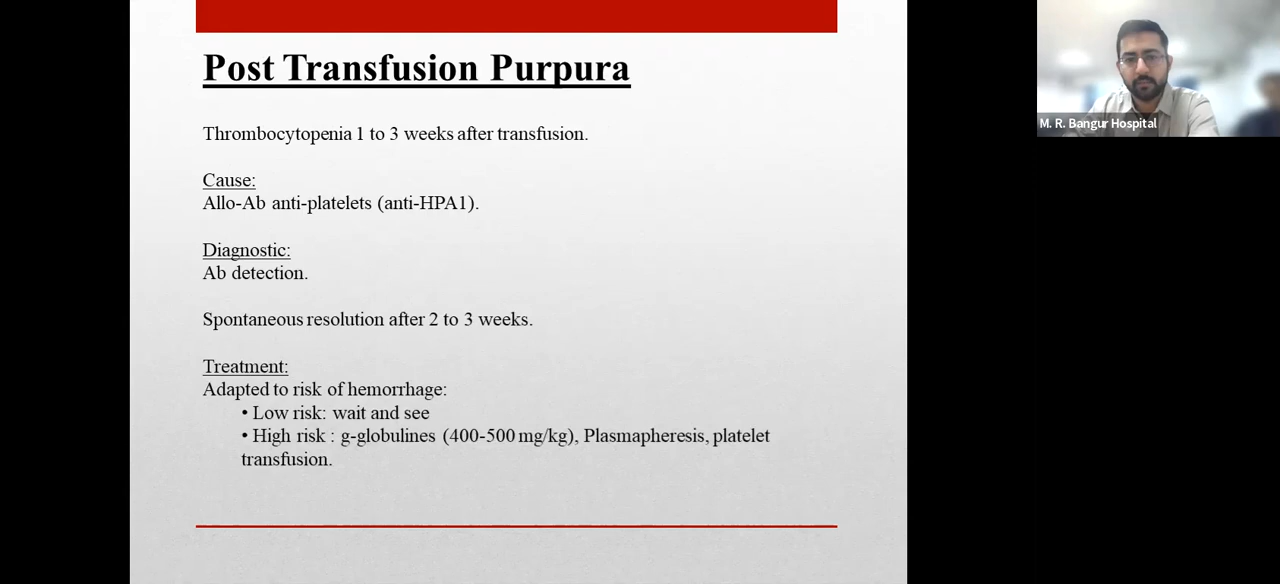 Post Transfusion Purpura
Thrombocytopenia 1 to 3 weeks after transfusion.
Cause:
Allo-Ab anti-platelets (anti-HPA1).
Diagnostic:
Ab detection.
Spontaneous resolution after 2 to 3 weeks.
Treatment:
Adapted to risk of hemorrhage:
• Low risk: wait and see
• High risk : g-globulines (400-500 mg/kg), Plasmapheresis, platelet
transfusion.
M. R. Bangur Hospital